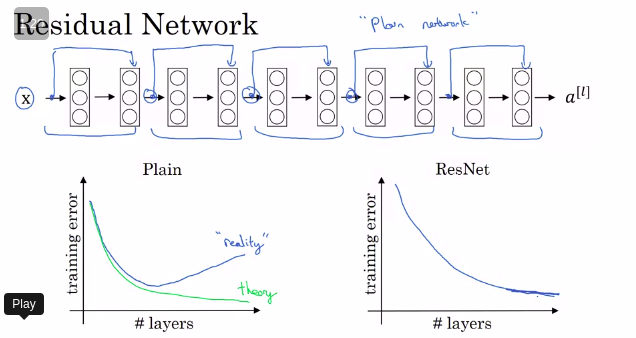 Residual Network
"Plain network"
x
a[l]
Plain
ResNet
training error
"reality"
theory
# layers
training error
# layers
Play